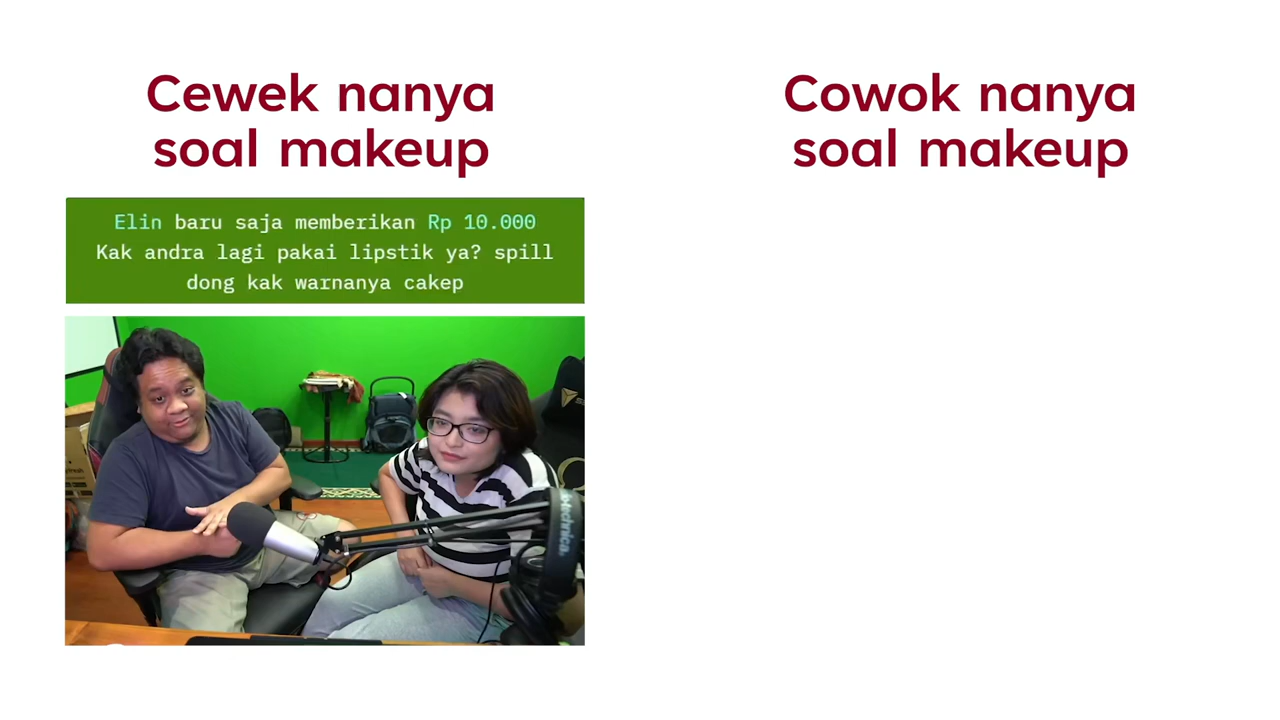 Cewek nanya
soal makeup
Elin baru saja memberikan Rp 10.000
Kak andra lagi pakai lipstik ya? spill
dong kak warnanya cakep
Cowok nanya
soal makeup